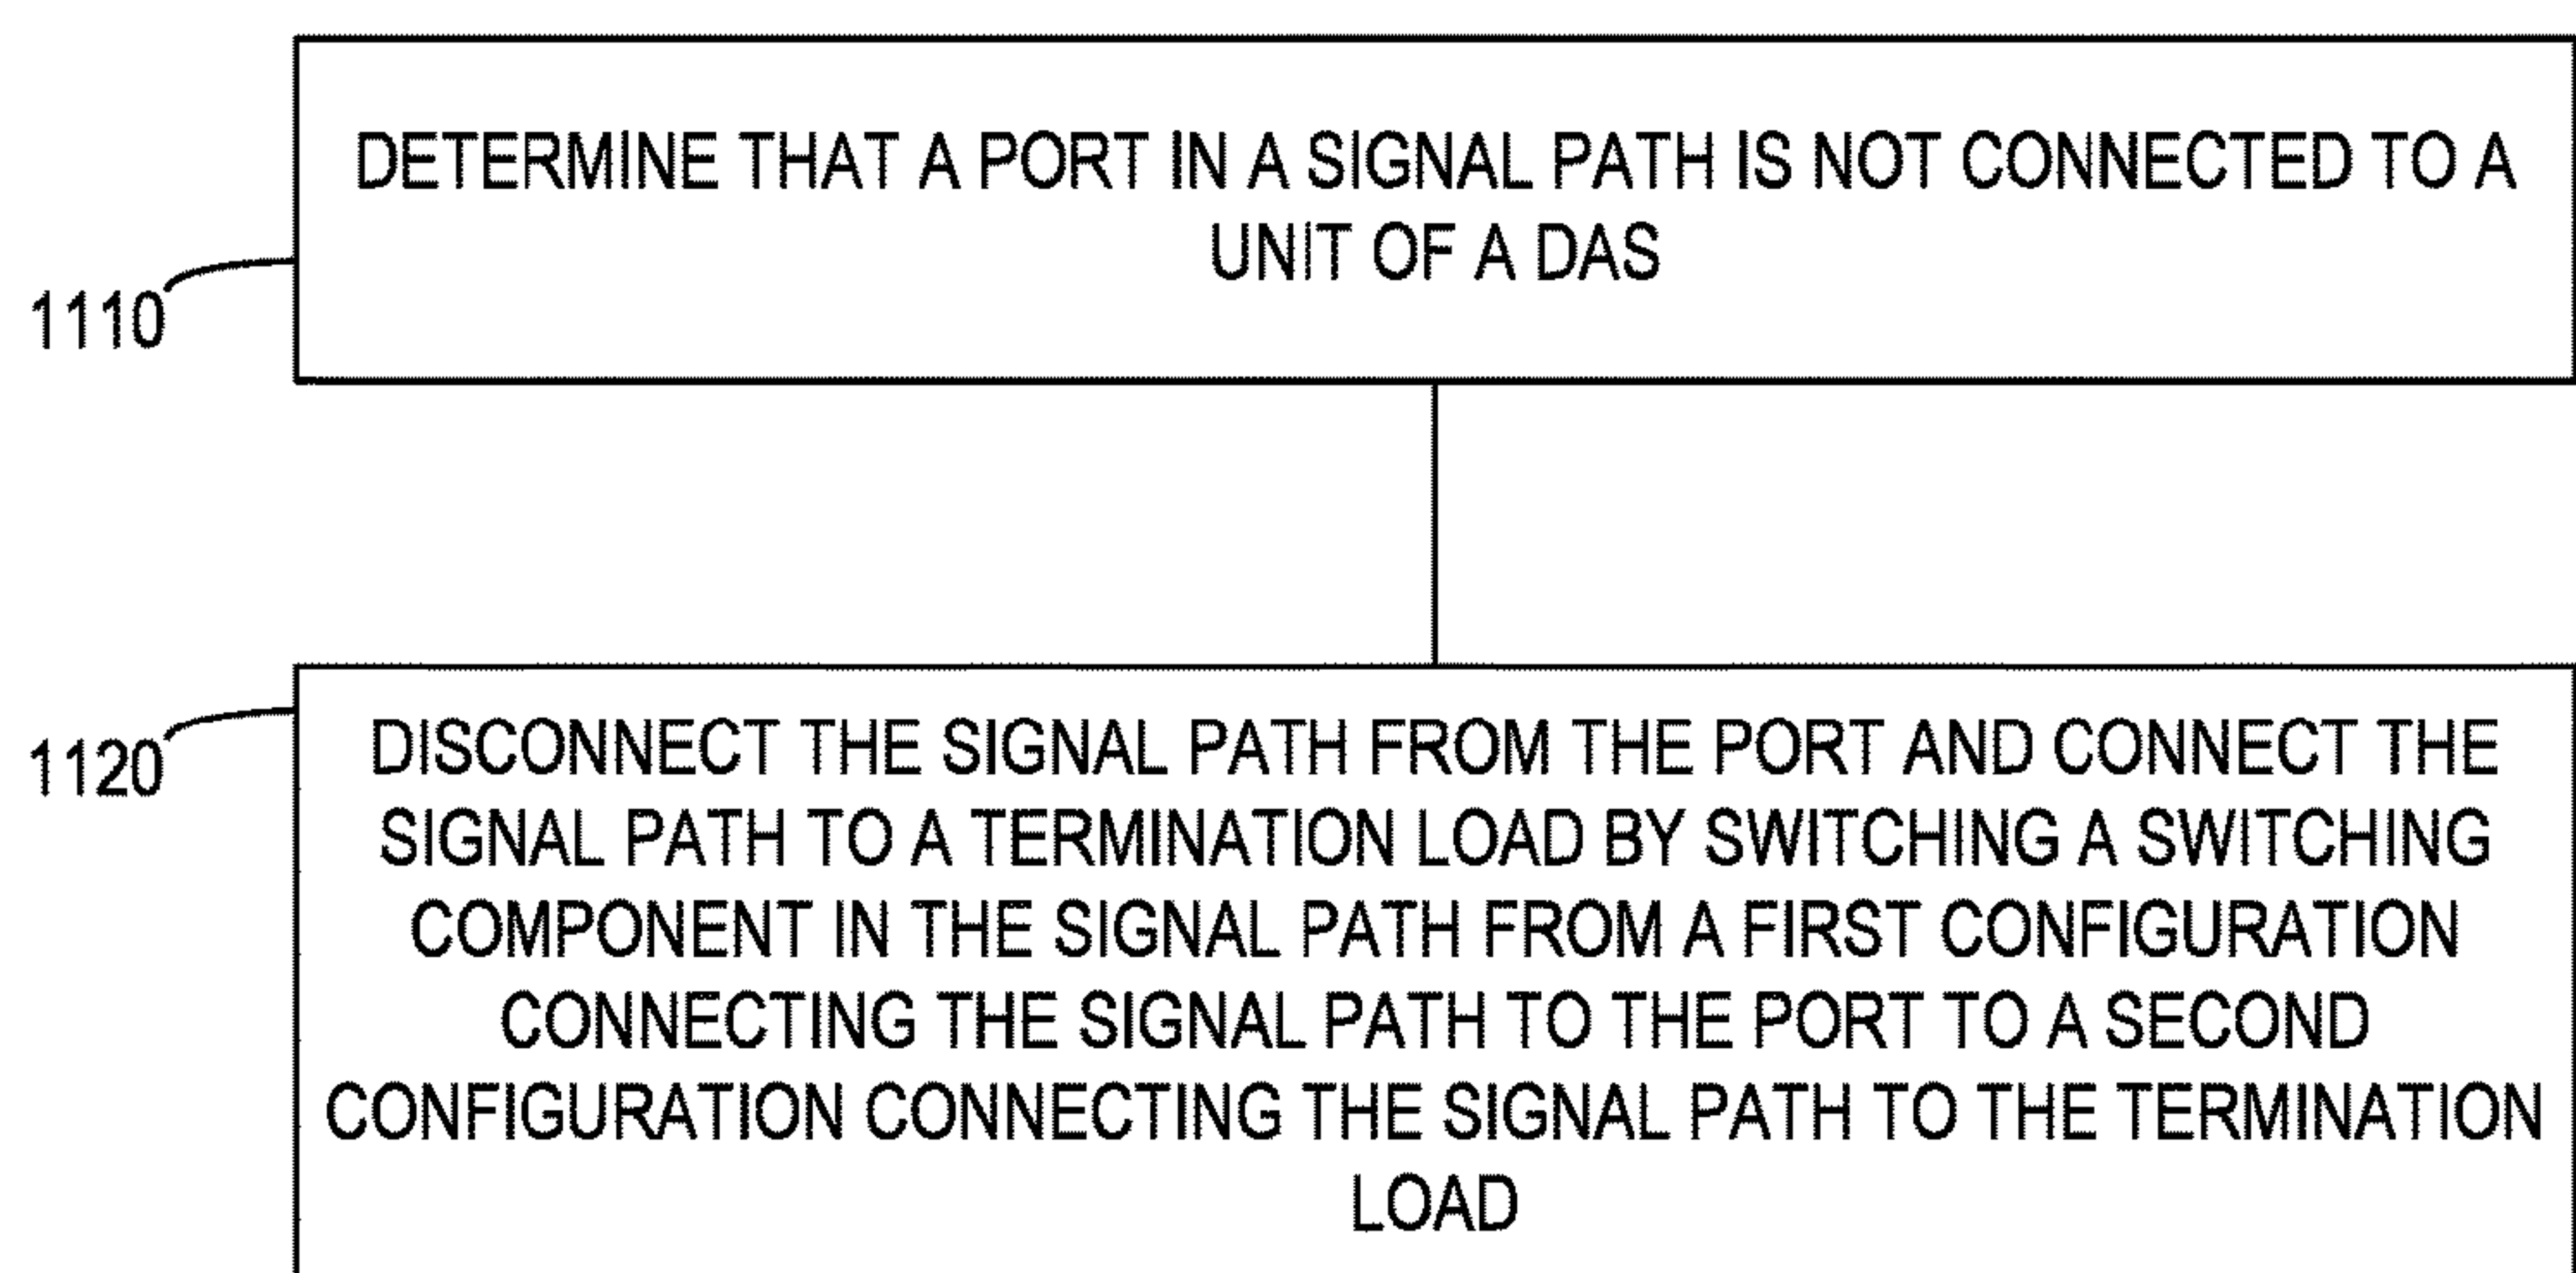 DETERMINE THAT A PORT IN A SIGNAL PATH IS NOT CONNECTED TO A
UNIT OF A DAS
1110
1120
DISCONNECT THE SIGNAL PATH FROM THE PORT AND CONNECT THE
SIGNAL PATH TO A TERMINATION LOAD BY SWITCHING A SWITCHING
COMPONENT IN THE SIGNAL PATH FROM A FIRST CONFIGURATION
CONNECTING THE SIGNAL PATH TO THE PORT TO A SECOND
CONFIGURATION CONNECTING THE SIGNAL PATH TO THE TERMINATION
LOAD